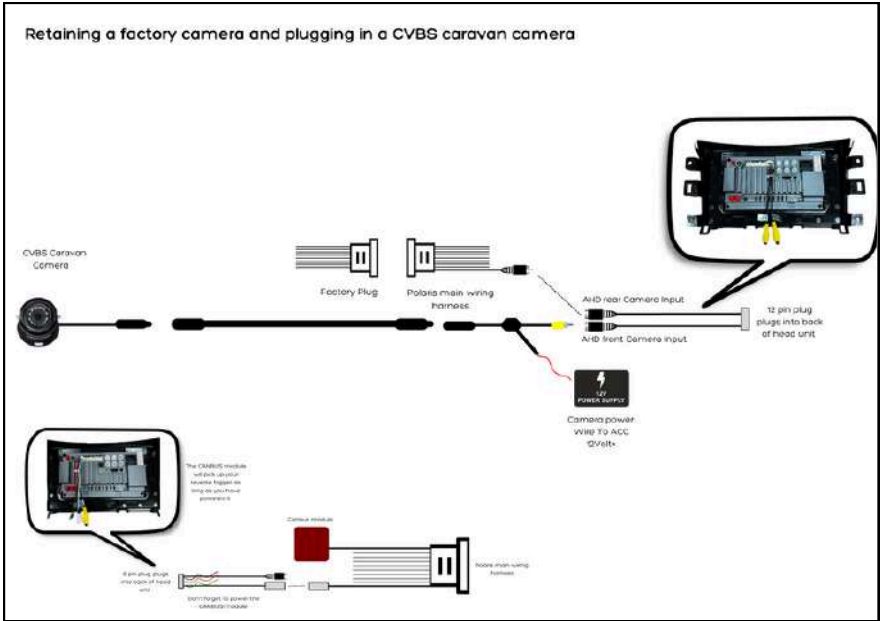 Retaining a factory camera and plugging in a CVBS caravan camera
CVBS Caravan
Camera
Factory Plug
Polaris main wiring
harness
AHD rear Camera Input
AHD front Camera input
12 pin plug
plugs into back
of head unit
12V
POWER SUPPLY
Camera power
Wire To ACC
12Volt+
The CANBUS module
will pick up your
reverse trigger as
long as you have
powered it
Canbus module
8 pin plug plugs
into back of head
unit
Don't forget to power the
CANBUS module
main wiring
harness